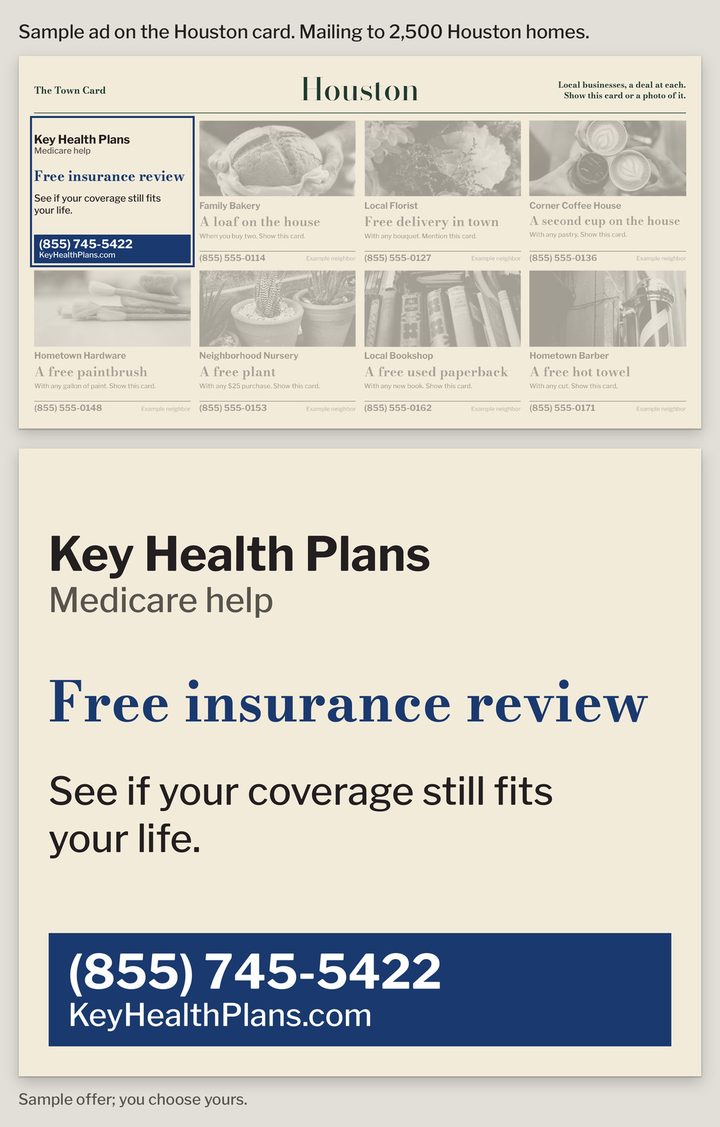 Sample ad on the Houston card. Mailing to 2,500 Houston homes.
The Town Card
Houston
Local businesses, a deal at each.
Show this card or a photo of it.
Key Health Plans
Medicare help
Free insurance review
See if your coverage still fits
your life.
(855) 745-5422
KeyHealthPlans.com
Family Bakery
A loaf on the house
When you buy two. Show this card.
(855) 555-0114
Example neighbor
Local Florist
Free delivery in town
With any bouquet. Mention this card.
(855) 555-0127
Example neighbor
Corner Coffee House
A second cup on the house
With any pastry. Show this card.
(855) 555-0136
Example neighbor
Hometown Hardware
A free paintbrush
With any gallon of paint. Show this card.
(855) 555-0148
Example neighbor
Neighborhood Nursery
A free plant
With any $25 purchase. Show this card.
(855) 555-0153
Example neighbor
Local Bookshop
A free used paperback
With any new book. Show this card.
(855) 555-0162
Example neighbor
Hometown Barber
A free hot towel
With any cut. Show this card.
(855) 555-0171
Example neighbor
Key Health Plans
Medicare help
Free insurance review
See if your coverage still fits
your life.
(855) 745-5422
KeyHealthPlans.com
Sample offer; you choose yours.